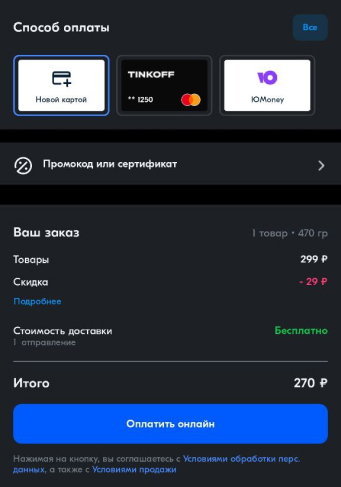 Способ оплаты
Все
Новой картой
TINKOFF
** 1250
ЮMoney
Промокод или сертификат
Ваш заказ
1 товар • 470 гр
Товары 299 ₽
Скидка - 29 ₽
Подробнее
Стоимость доставки Бесплатно
1 отправление
Итого 270 ₽
Оплатить онлайн
Нажимая на кнопку, вы соглашаетесь с Условиями обработки перс.
данных, а также с Условиями продажи